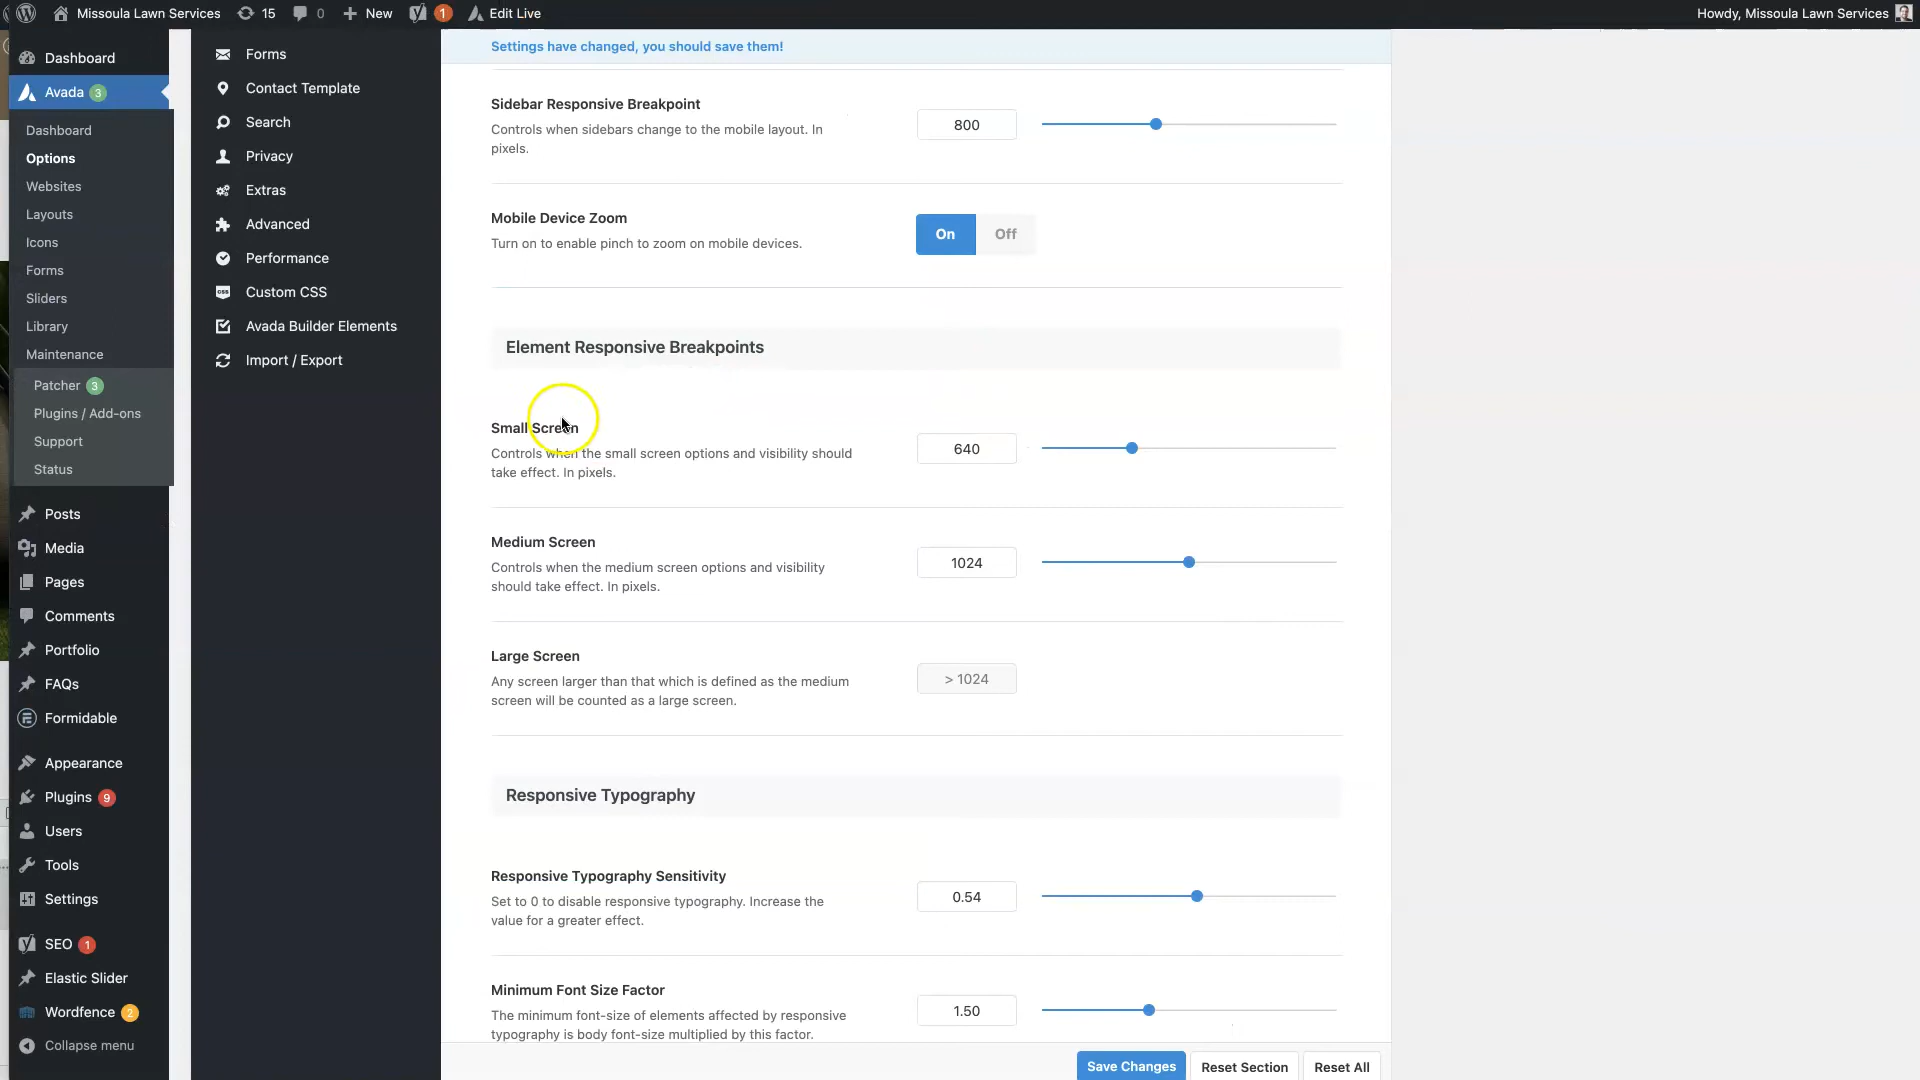 Missoula Lawn Services
15
0
New
1
Edit Live
Howdy, Missoula Lawn Services
Dashboard
Avada 3
Dashboard
Options
Websites
Layouts
Icons
Forms
Sliders
Library
Maintenance
Patcher 3
Plugins / Add-ons
Support
Status
Posts
Media
Pages
Comments
Portfolio
FAQs
Formidable
Appearance
Plugins 9
Users
Tools
Settings
SEO 1
Elastic Slider
Wordfence 2
Collapse menu
Forms
Contact Template
Search
Privacy
Extras
Advanced
Performance
CSS Custom CSS
Avada Builder Elements
Import / Export
Settings have changed, you should save them!
Sidebar Responsive Breakpoint
Controls when sidebars change to the mobile layout. In
pixels.
800
Mobile Device Zoom
Turn on to enable pinch to zoom on mobile devices.
On
Off
Element Responsive Breakpoints
Small Screen
Controls when the small screen options and visibility should
take effect. In pixels.
640
Medium Screen
Controls when the medium screen options and visibility
should take effect. In pixels.
1024
Large Screen
Any screen larger than that which is defined as the medium
screen will be counted as a large screen.
> 1024
Responsive Typography
Responsive Typography Sensitivity
Set to 0 to disable responsive typography. Increase the
value for a greater effect.
0.54
Minimum Font Size Factor
The minimum font-size of elements affected by responsive
typography is body font-size multiplied by this factor.
1.50
Save Changes
Reset Section
Reset All